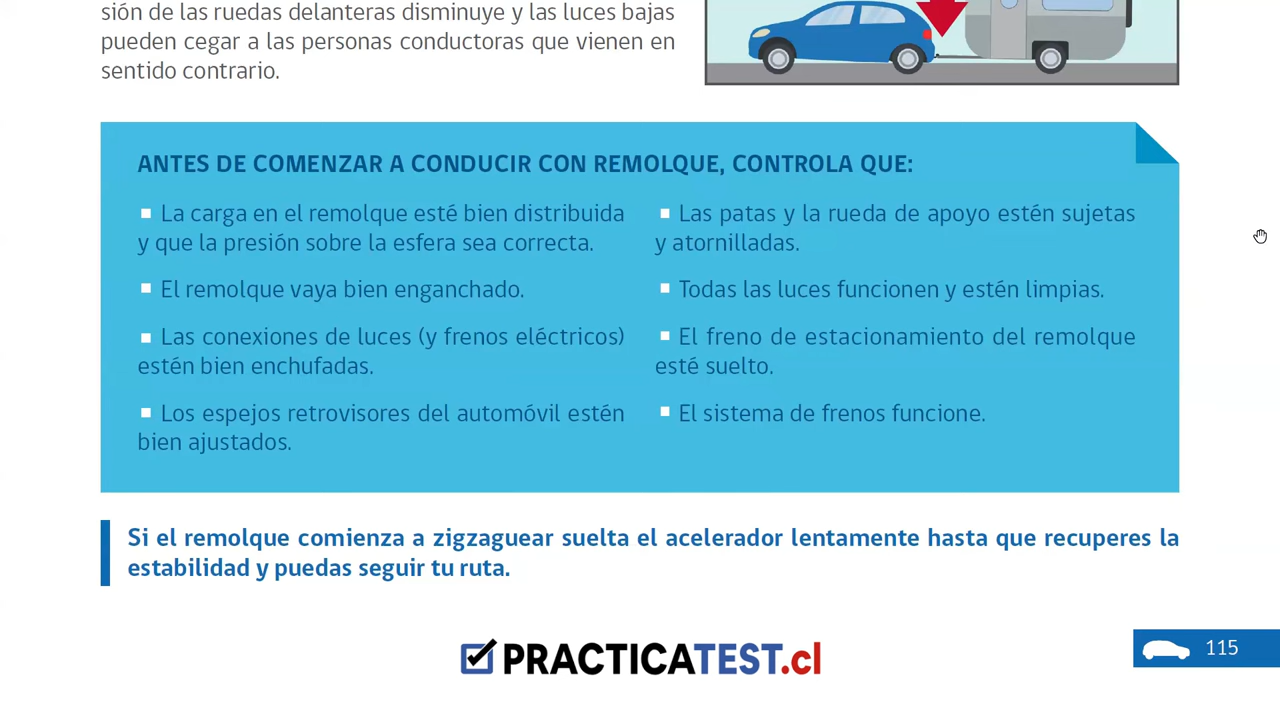 sión de las ruedas delanteras disminuye y las luces bajas
pueden cegar a las personas conductoras que vienen en
sentido contrario.
ANTES DE COMENZAR A CONDUCIR CON REMOLQUE, CONTROLA QUE:
La carga en el remolque esté bien distribuida
y que la presión sobre la esfera sea correcta.
El remolque vaya bien enganchado.
Las conexiones de luces (y frenos eléctricos)
estén bien enchufadas.
Los espejos retrovisores del automóvil estén
bien ajustados.
Las patas y la rueda de apoyo estén sujetas
y atornilladas.
Todas las luces funcionen y estén limpias.
El freno de estacionamiento del remolque
esté suelto.
El sistema de frenos funcione.
Si el remolque comienza a zigzaguear suelta el acelerador lentamente hasta que recuperes la
estabilidad y puedas seguir tu ruta.
PRACTICATEST.cl
115